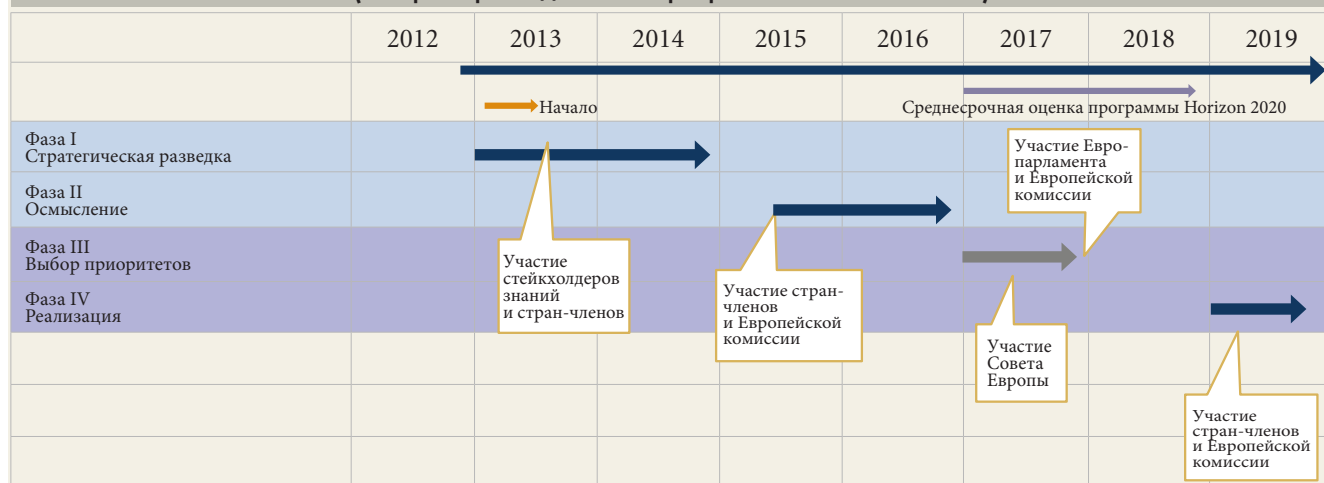 2012 2013 2014 2015 2016 2017 2018 2019
Начало
Среднесрочная оценка программы Horizon 2020
Фаза I
Стратегическая разведка
Участие Евро-
парламента
и Европейской
комиссии
Фаза II
Осмысление
Фаза III
Выбор приоритетов
Участие
стейкхолдеров
знаний
и стран-членов
Фаза IV
Реализация
Участие стран-
членов
и Европейской
комиссии
Участие
Совета
Европы
Участие
стран-членов
и Европейской
комиссии